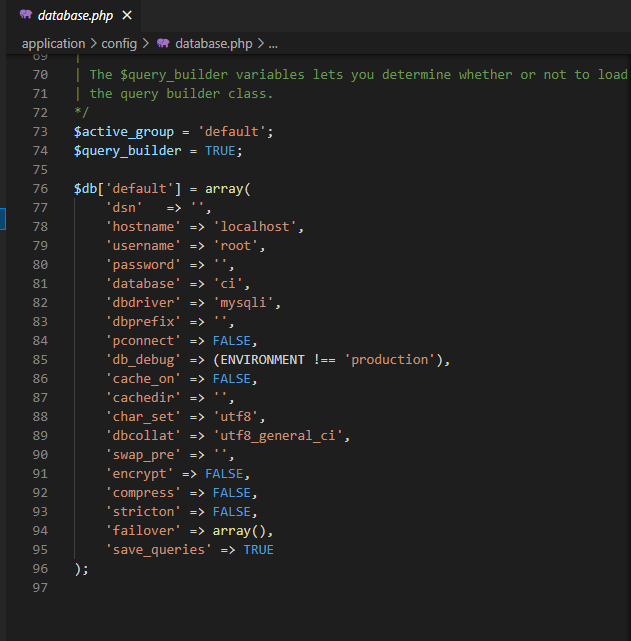 database.php ×
application > config > database.php > ...
69 |
70 | The $query_builder variables lets you determine whether or not to load
71 | the query builder class.
72 */
73 $active_group = 'default';
74 $query_builder = TRUE;
75
76 $db['default'] = array(
77 'dsn'   => '',
78 'hostname' => 'localhost',
79 'username' => 'root',
80 'password' => '',
81 'database' => 'ci',
82 'dbdriver' => 'mysqli',
83 'dbprefix' => '',
84 'pconnect' => FALSE,
85 'db_debug' => (ENVIRONMENT !== 'production'),
86 'cache_on' => FALSE,
87 'cachedir' => '',
88 'char_set' => 'utf8',
89 'dbcollat' => 'utf8_general_ci',
90 'swap_pre' => '',
91 'encrypt' => FALSE,
92 'compress' => FALSE,
93 'stricton' => FALSE,
94 'failover' => array(),
95 'save_queries' => TRUE
96 );
97